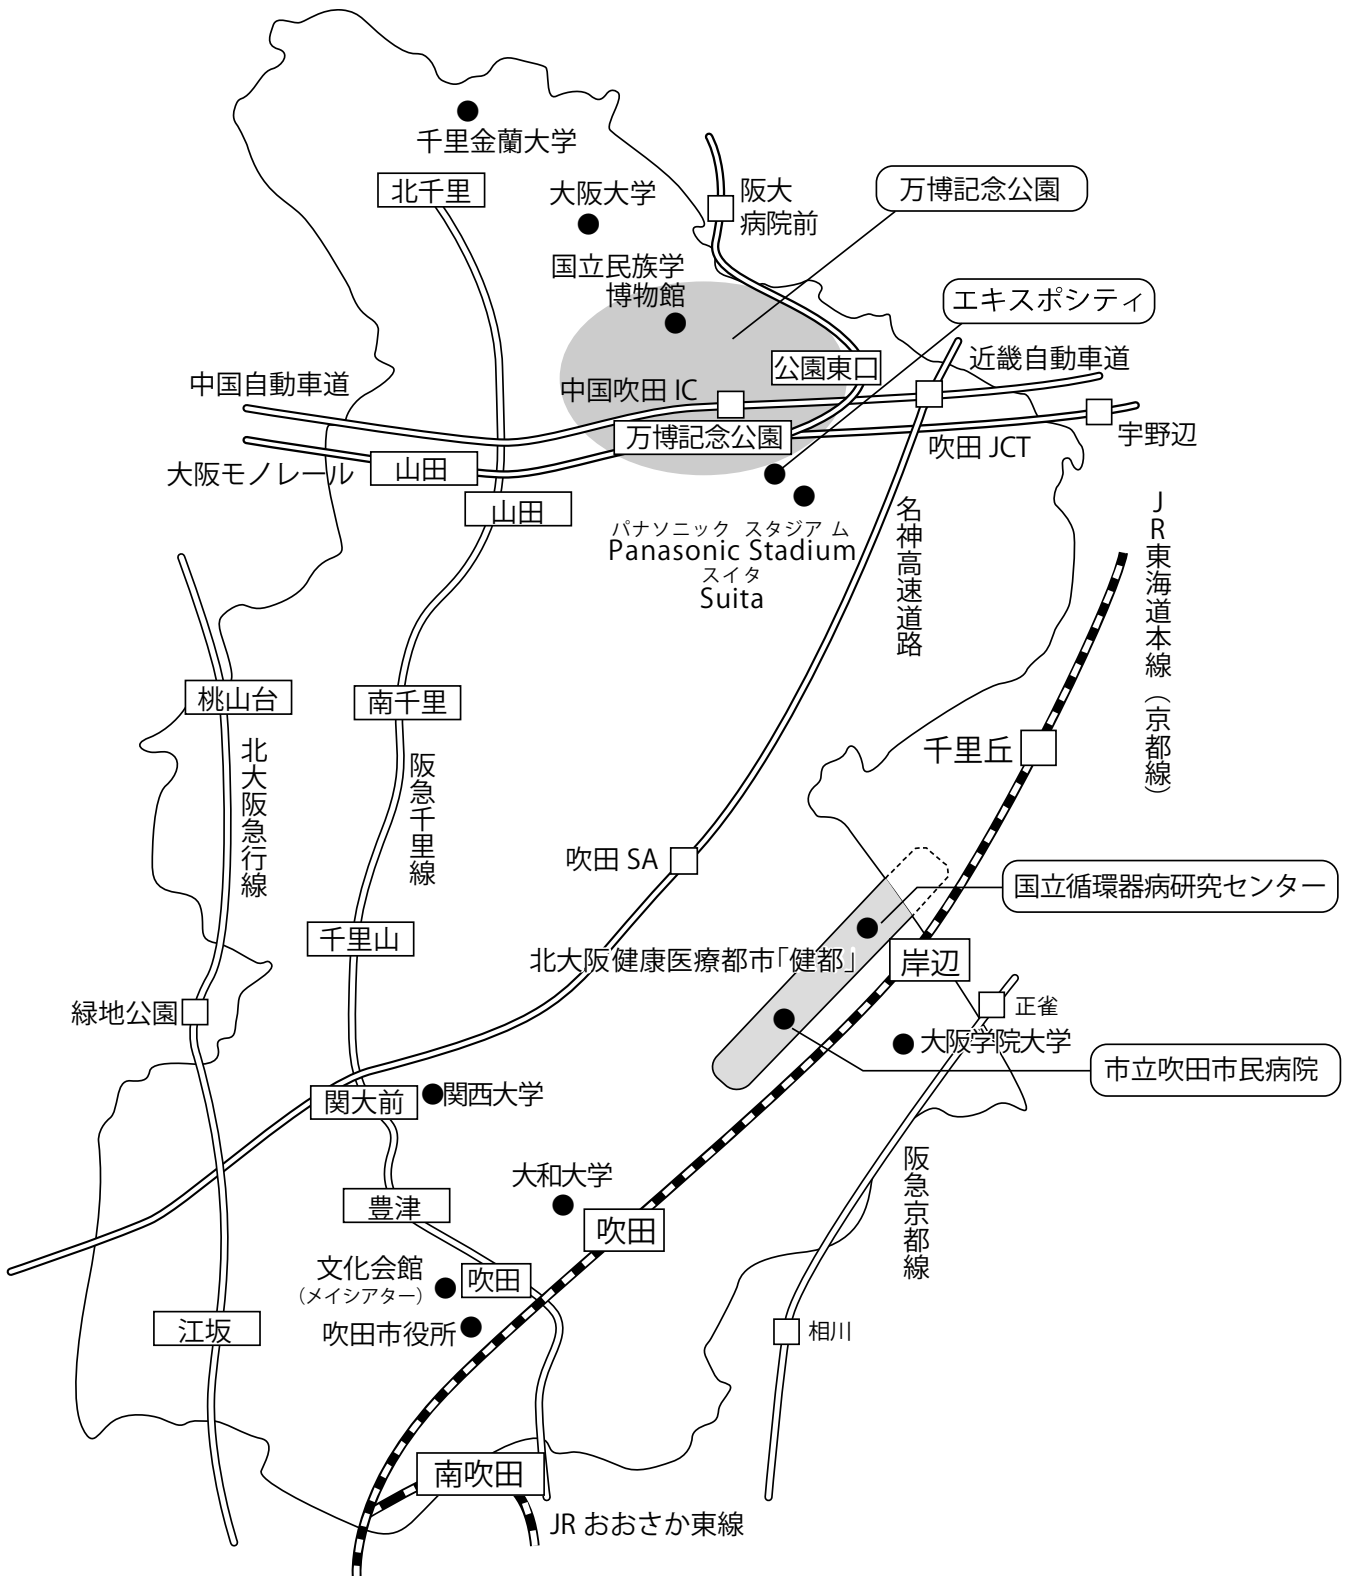 千里金蘭大学
北千里
大阪大学
阪大
病院前
万博記念公園
国立民族学
博物館
エキスポシティ
公園東口
近畿自動車道
中国自動車道
中国吹田 IC
万博記念公園
宇野辺
吹田 JCT
大阪モノレール
山田
山田
パナソニック スタジアム
Panasonic Stadium
スイタ
Suita
名神高速道路
JR東海道本線（京都線）
桃山台
南千里
北大阪急行線
阪急千里線
千里丘
吹田 SA
国立循環器病研究センター
千里山
北大阪健康医療都市「健都」
岸辺
緑地公園
正雀
大阪学院大学
市立吹田市民病院
関大前
関西大学
大和大学
豊津
吹田
阪急京都線
文化会館
（メイシアター）
吹田
吹田市役所
江坂
相川
南吹田
JR おおさか東線